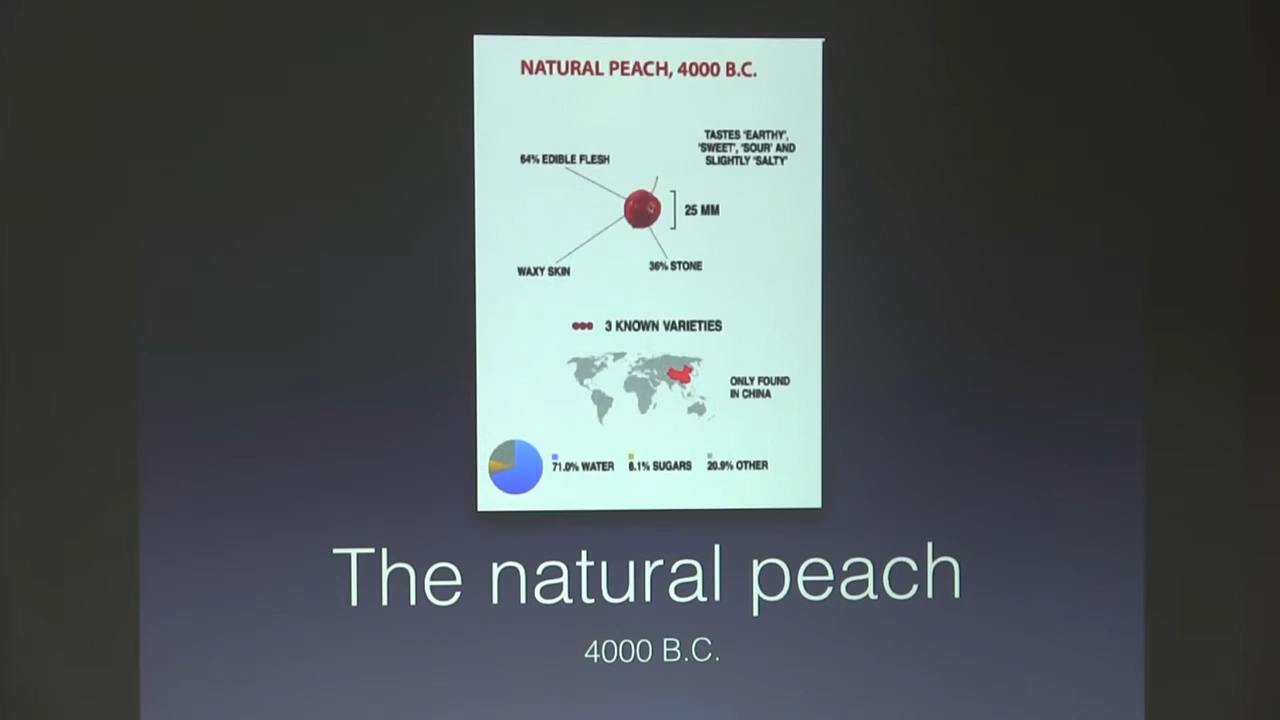 NATURAL PEACH, 4000 B.C.
TASTES 'EARTHY',
'SWEET', 'SOUR' AND
SLIGHTLY 'SALTY'
64% EDIBLE FLESH
25 MM
WAXY SKIN
36% STONE
3 KNOWN VARIETIES
ONLY FOUND
IN CHINA
71.0% WATER 8.1% SUGARS 20.9% OTHER
The natural peach
4000 B.C.